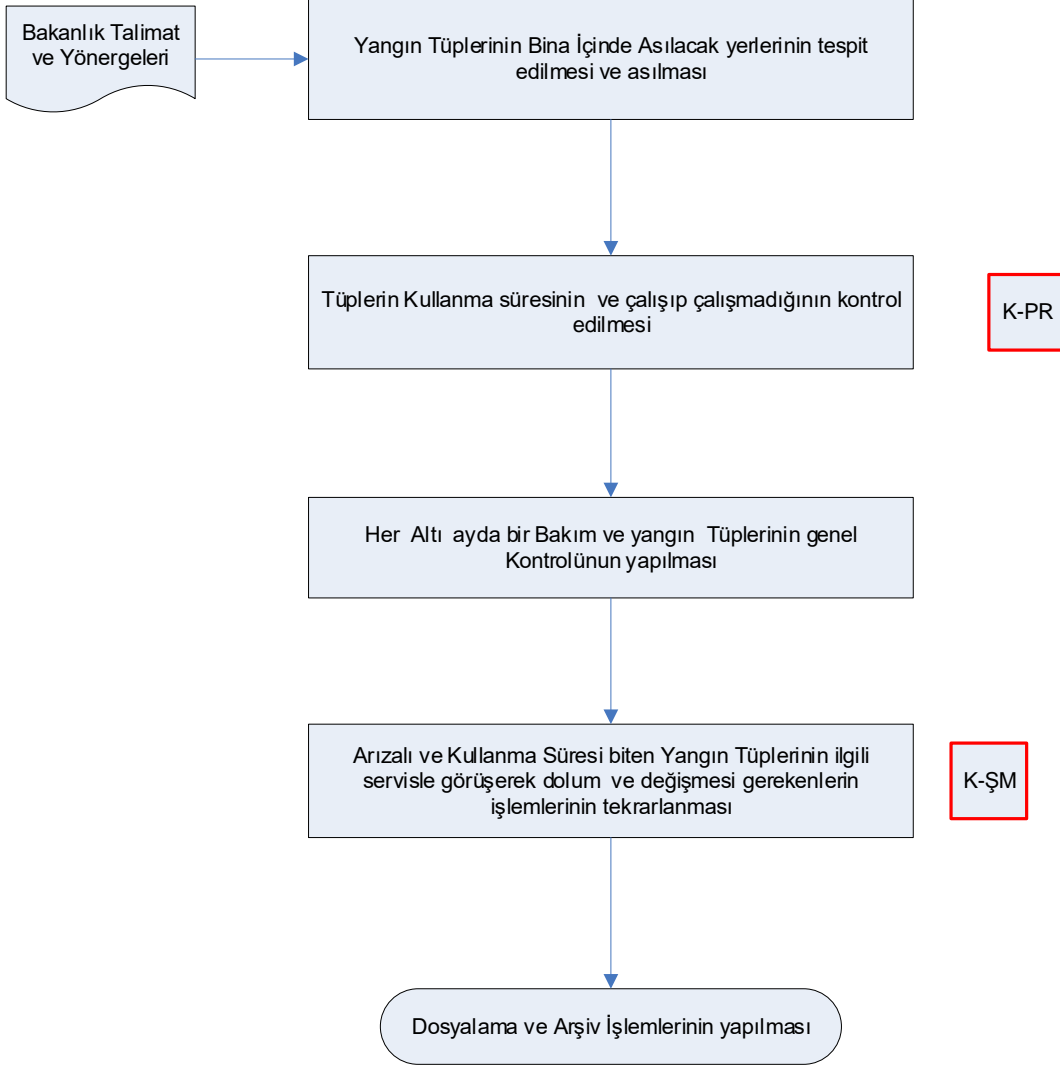 Bakanlık Talimat
ve Yönergeleri
Yangın Tüplerinin Bina İçinde Asılacak yerlerinin tespit
edilmesi ve asılması
Tüplerin Kullanma süresinin ve çalışıp çalışmadığının kontrol
edilmesi
K-PR
Her Altı ayda bir Bakım ve yangın Tüplerinin genel
Kontrolünun yapılması
Arızalı ve Kullanma Süresi biten Yangın Tüplerinin ilgili
servisle görüşerek dolum ve değişmesi gerekenlerin
işlemlerinin tekrarlanması
K-ŞM
Dosyalama ve Arşiv İşlemlerinin yapılması